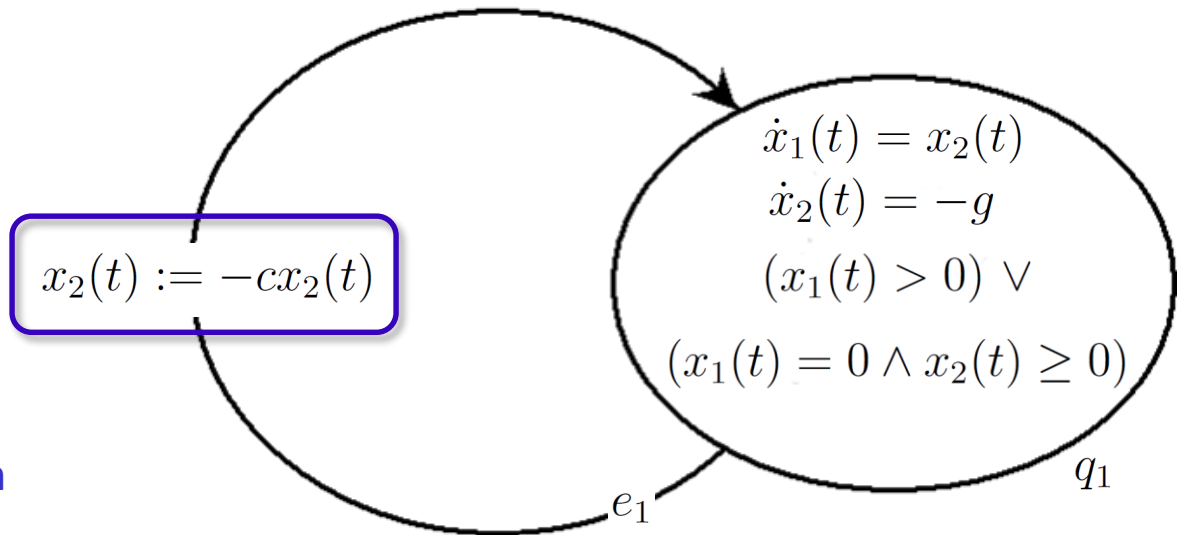 ẋ₁(t) = x₂(t)
ẋ₂(t) = −g
(x₁(t) > 0) ∨
(x₁(t) = 0 ∧ x₂(t) ≥ 0)
x₂(t) := −cx₂(t)
q₁
e₁